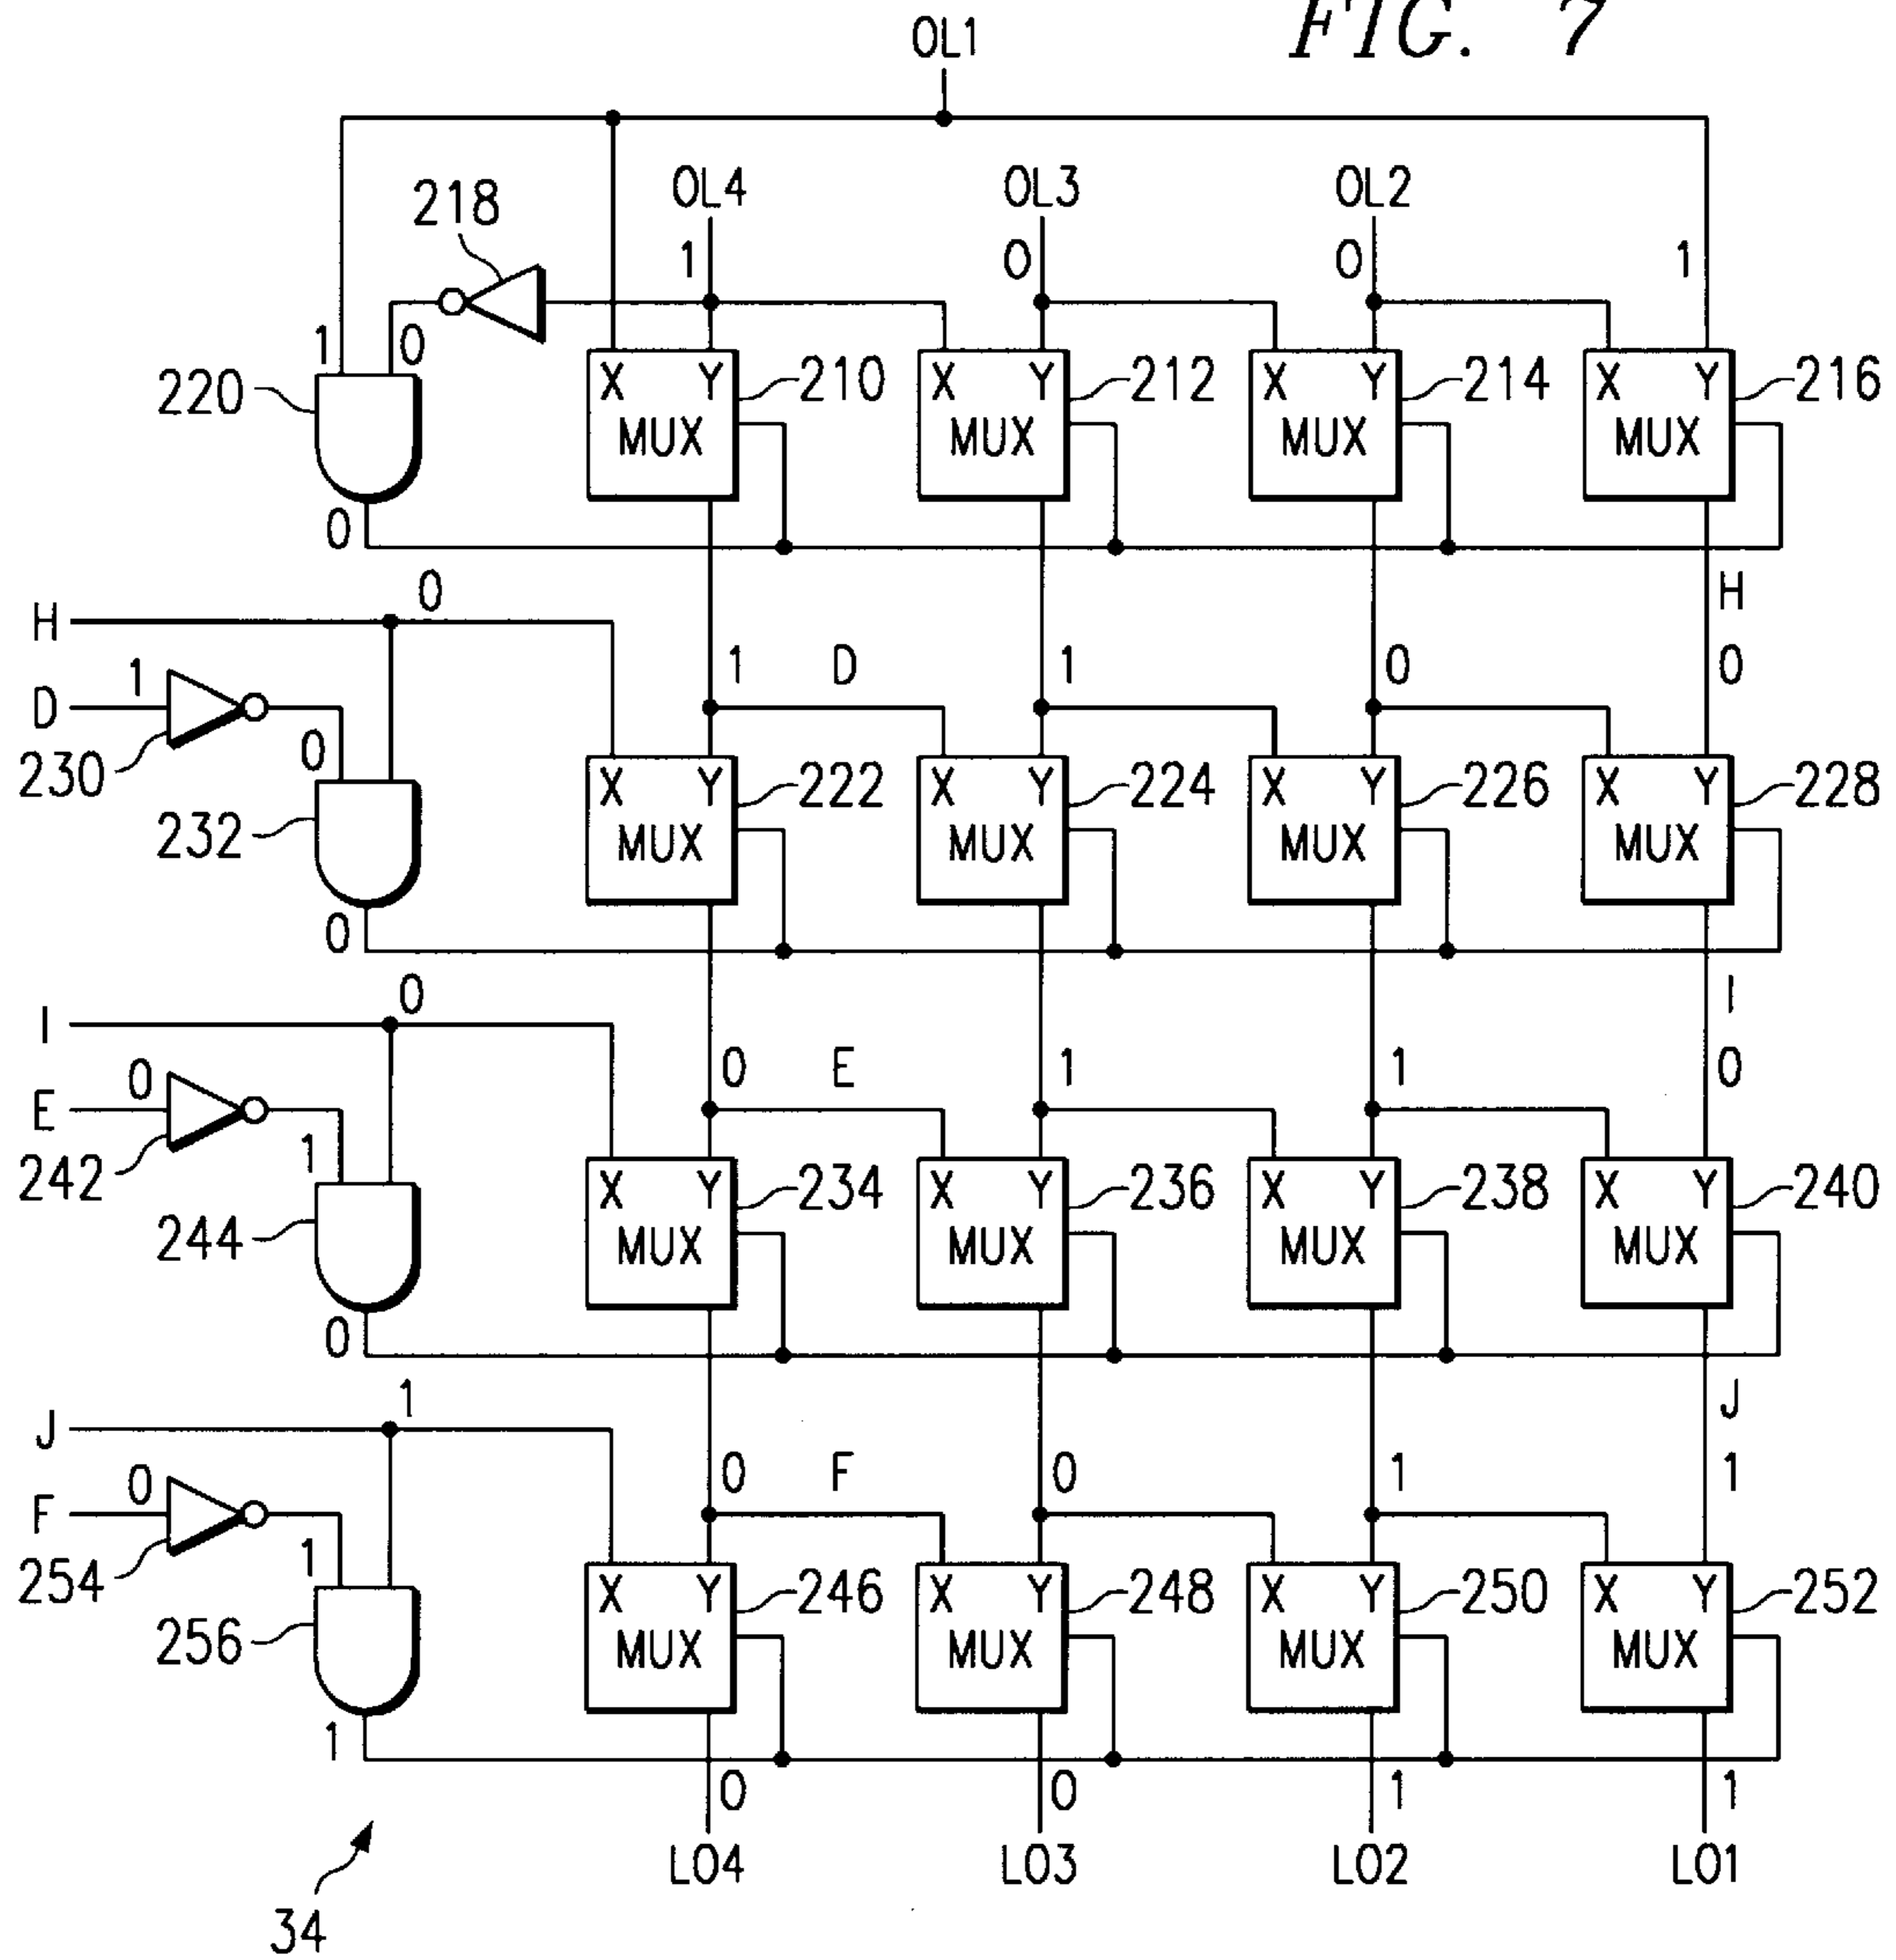 FIG. 7
OL1
218 OL4 OL3 OL2
1 0 0 1
1 0
220 X Y 210 X Y 212 X Y 214 X Y 216
MUX MUX MUX MUX
0
0 H
H
1 1 D 1 0 0
D
230 0
232 X Y 222 X Y 224 X Y 226 X Y 228
MUX MUX MUX MUX
0
0 I
I
0 0 E 1 1 0
E
242 1
244 X Y 234 X Y 236 X Y 238 X Y 240
MUX MUX MUX MUX
0
1 J
J
0 0 F 0 1 1
F
254 1
256 X Y 246 X Y 248 X Y 250 X Y 252
MUX MUX MUX MUX
1
0 0 1 1
LO4 LO3 LO2 LO1
34